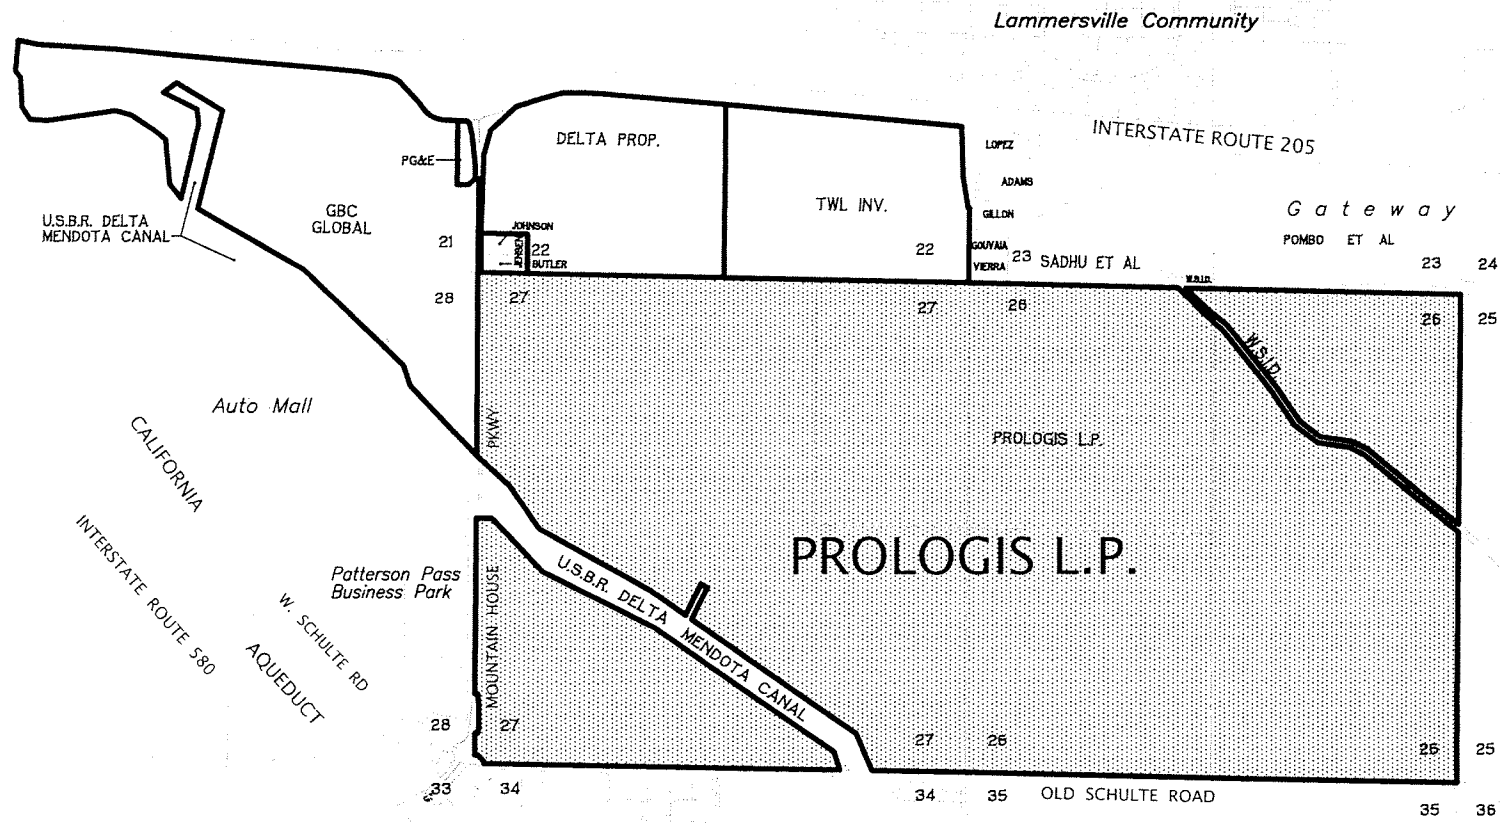 Lammersville Community
INTERSTATE ROUTE 205
DELTA PROP.
LOPEZ
PG&E
ADAMS
TWL INV.
GBC
GLOBAL
GILLON
G a t e w a y
POMBO ET AL
U.S.B.R. DELTA
MENDOTA CANAL
JOHNSON
JENSEN
BUTLER
21
22
22
GOUVAIA
VIERRA
23
SADHU ET AL
23
24
W.S.I.D.
28
27
27
26
26
25
W.S.I.D.
Auto Mall
PKWY
PROLOGIS L.P.
CALIFORNIA
PROLOGIS L.P.
INTERSTATE ROUTE 580
Patterson Pass
Business Park
W. SCHULTE RD
AQUEDUCT
MOUNTAIN HOUSE
U.S.B.R. DELTA MENDOTA CANAL
28
27
27
26
26
25
33
34
34
35
OLD SCHULTE ROAD
35
36